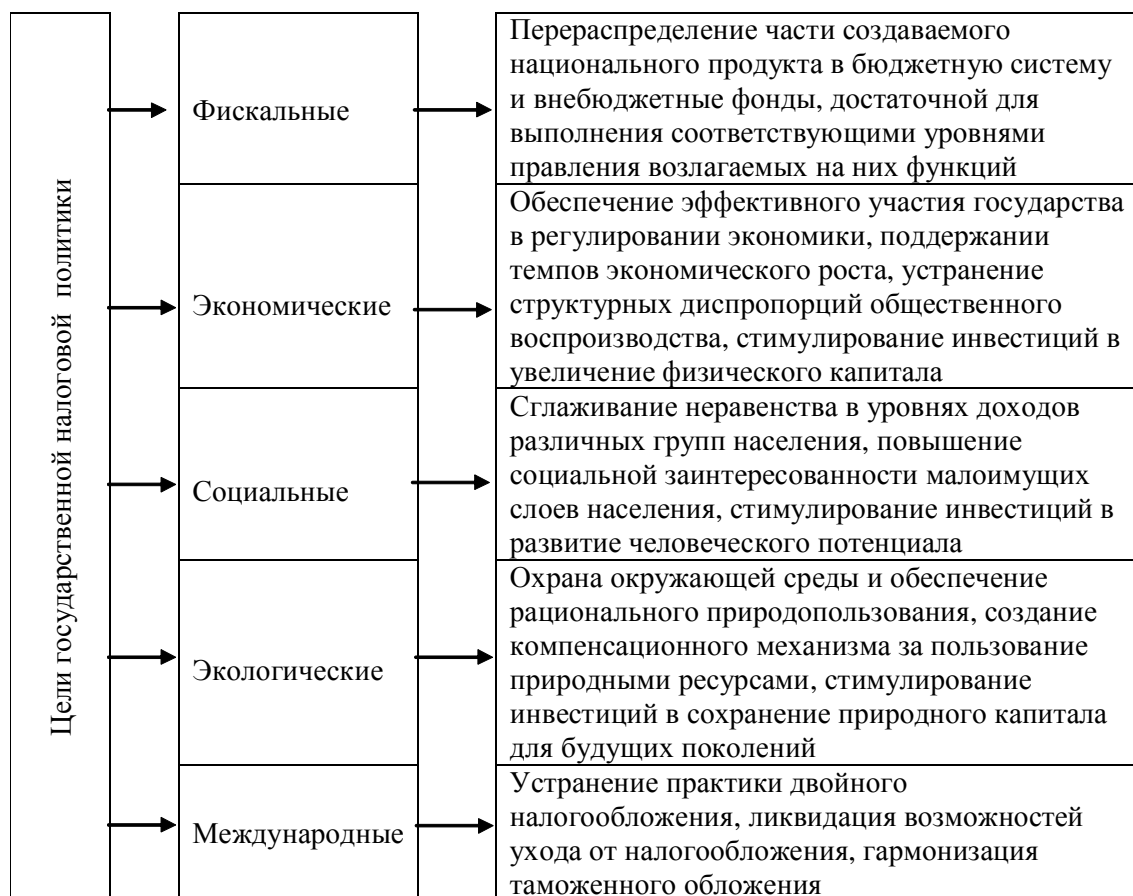 Цели государственной налоговой политики
Фискальные
Перераспределение части создаваемого
национального продукта в бюджетную систему
и внебюджетные фонды, достаточной для
выполнения соответствующими уровнями
правления возлагаемых на них функций
Экономические
Обеспечение эффективного участия государства
в регулировании экономики, поддержании
темпов экономического роста, устранение
структурных диспропорций общественного
воспроизводства, стимулирование инвестиций в
увеличение физического капитала
Социальные
Сглаживание неравенства в уровнях доходов
различных групп населения, повышение
социальной заинтересованности малоимущих
слоев населения, стимулирование инвестиций в
развитие человеческого потенциала
Экологические
Охрана окружающей среды и обеспечение
рационального природопользования, создание
компенсационного механизма за пользование
природными ресурсами, стимулирование
инвестиций в сохранение природного капитала
для будущих поколений
Международные
Устранение практики двойного
налогообложения, ликвидация возможностей
ухода от налогообложения, гармонизация
таможенного обложения